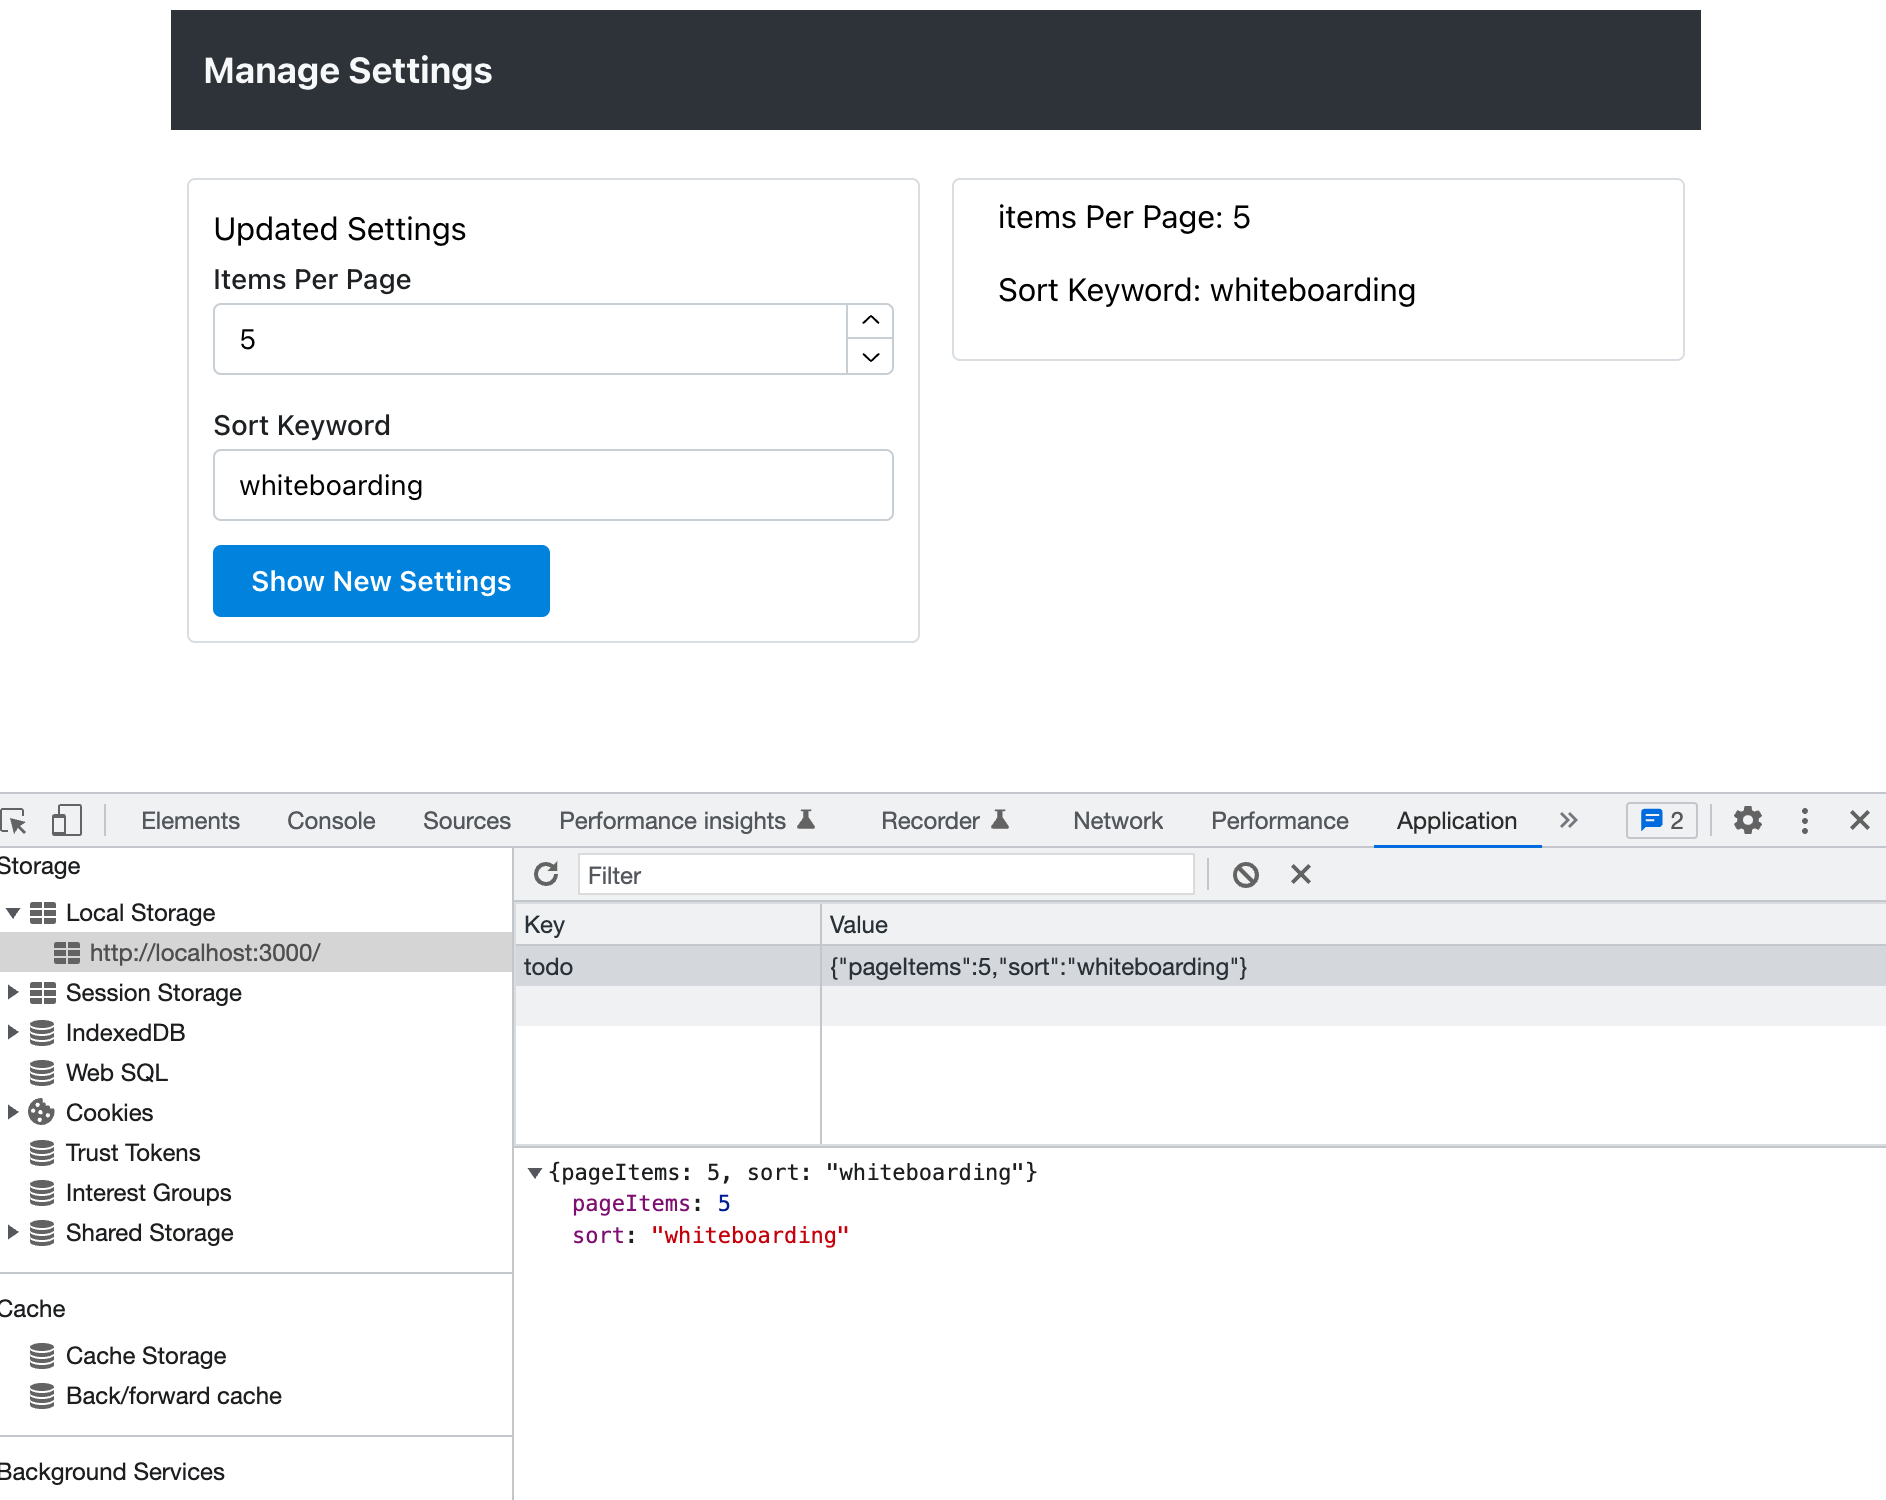 Manage Settings
Updated Settings
Items Per Page
5
Sort Keyword
whiteboarding
Show New Settings
items Per Page: 5
Sort Keyword: whiteboarding
Elements Console Sources Performance insights Recorder Network Performance Application 2
Storage
Local Storage
http://localhost:3000/
Session Storage
IndexedDB
Web SQL
Cookies
Trust Tokens
Interest Groups
Shared Storage
Cache
Cache Storage
Back/forward cache
Background Services
Filter
Key Value
todo {"pageItems":5,"sort":"whiteboarding"}
{pageItems: 5, sort: "whiteboarding"}
pageItems: 5
sort: "whiteboarding"